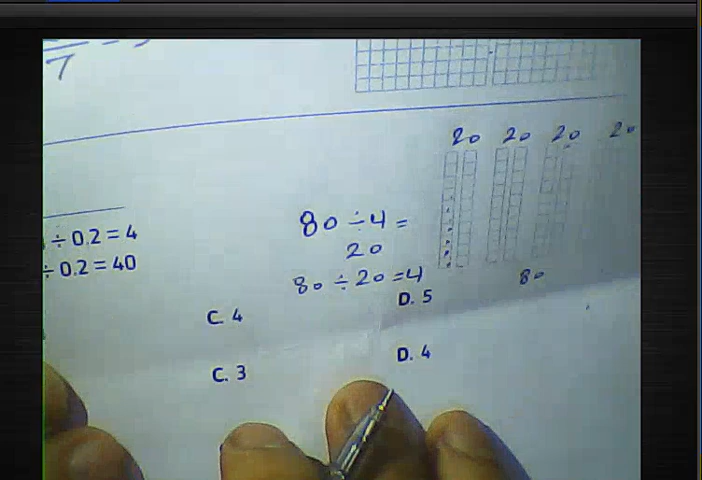 7
20 20 20 20
÷ 0.2 = 4
÷ 0.2 = 40
80 ÷ 4 =
20
80 ÷ 20 = 4
80
C. 4
D. 5
C. 3
D. 4